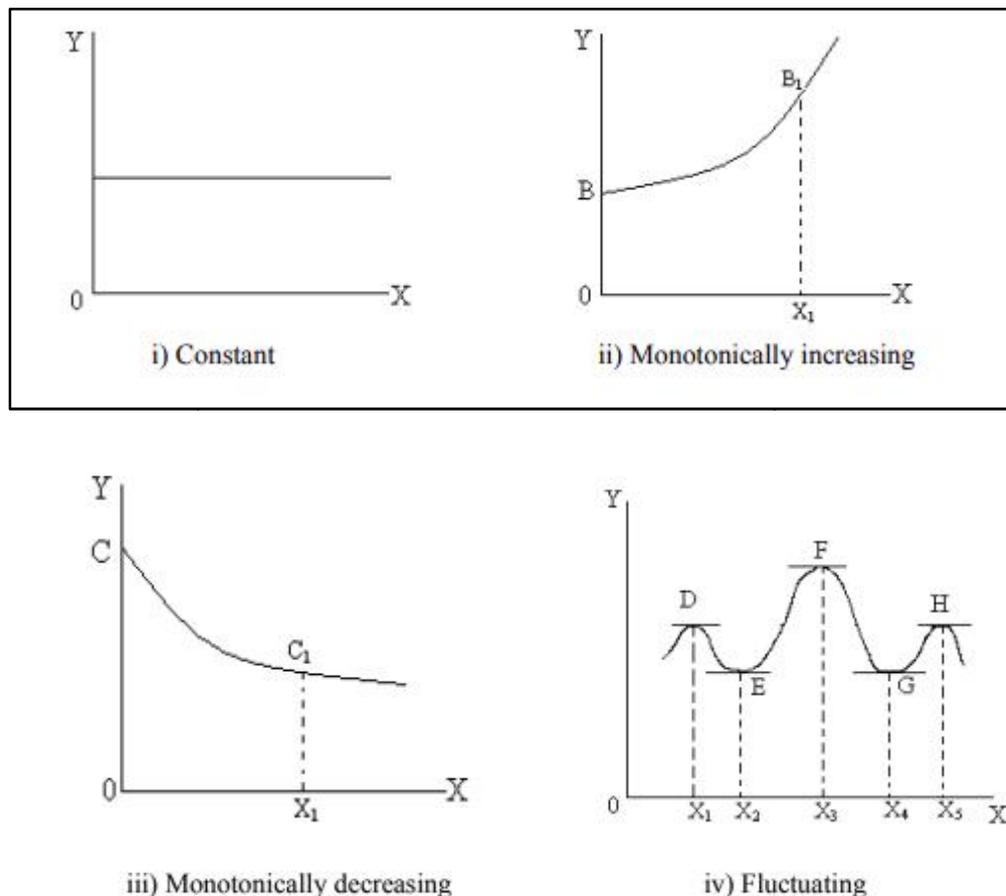 Y
B₁
B
0
X
i) Constant
Y
0
X₁
X
ii) Monotonically increasing
Y
C
C₁
0
X₁
X
iii) Monotonically decreasing
Y
F
D
H
E
G
0
X₁ X₂ X₃ X₄ X₅ X
iv) Fluctuating